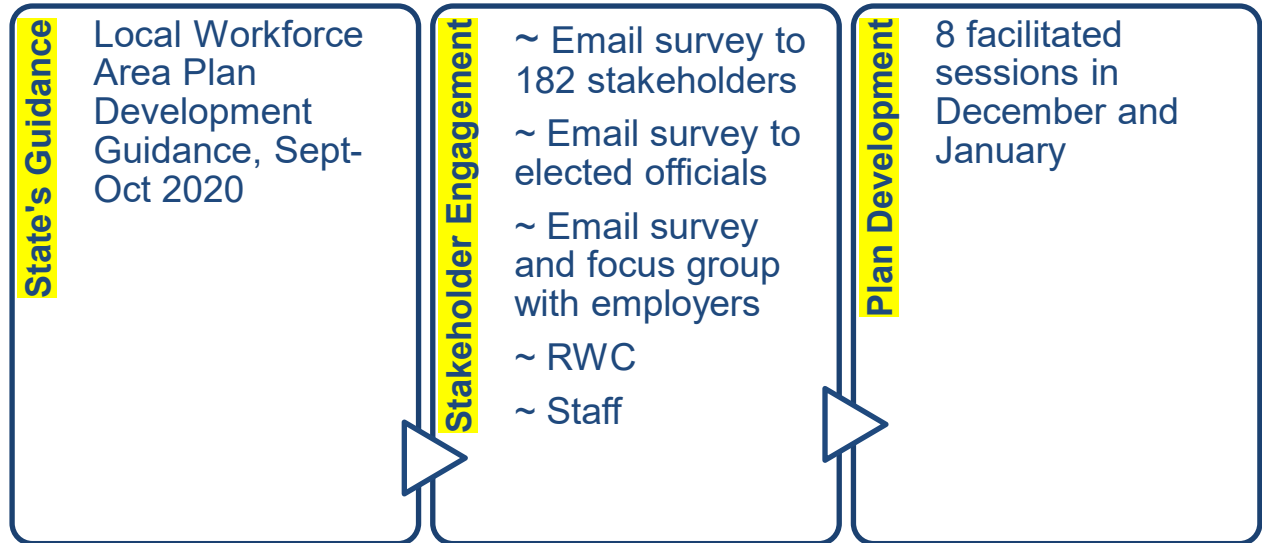 State's Guidance
Local Workforce
Area Plan
Development
Guidance, Sept-
Oct 2020
Stakeholder Engagement
~ Email survey to
182 stakeholders
~ Email survey to
elected officials
~ Email survey
and focus group
with employers
~ RWC
~ Staff
Plan Development
8 facilitated
sessions in
December and
January